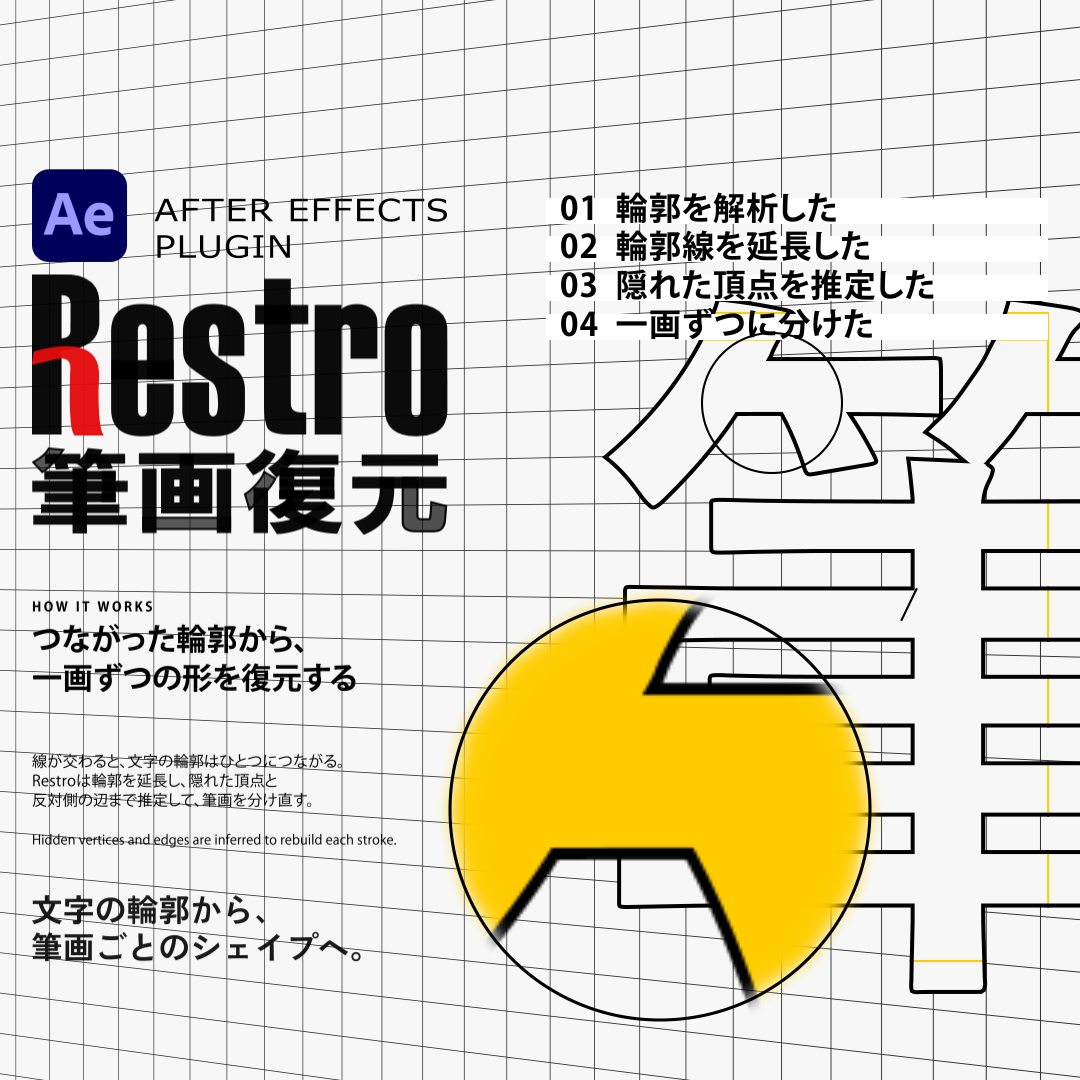 Ae
AFTER EFFECTS
PLUGIN
Restro
筆画復元
01 輪郭を解析した
02 輪郭線を延長した
03 隠れた頂点を推定した
04 一画ずつに分けた
HOW IT WORKS
つながった輪郭から、
一画ずつの形を復元する
線が交わると、文字の輪郭はひとつにつながる。
Restroは輪郭を延長し、隠れた頂点と
反対側の辺まで推定して、筆画を分け直す。
Hidden vertices and edges are inferred to rebuild each stroke.
文字の輪郭から、
筆画ごとのシェイプへ。
筆